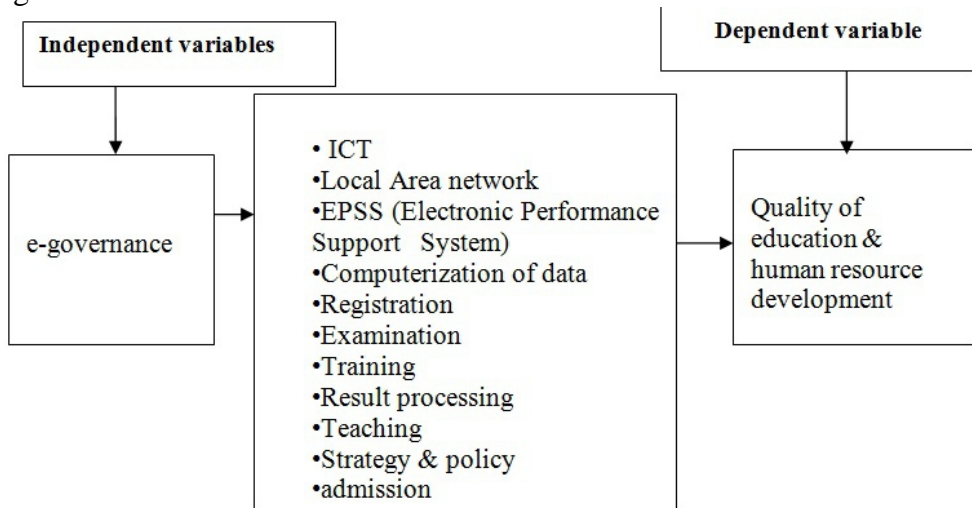 Independent variables
Dependent variable
e-governance
• ICT
•Local Area network
•EPSS (Electronic Performance
Support System)
•Computerization of data
•Registration
•Examination
•Training
•Result processing
•Teaching
•Strategy & policy
•admission
Quality of
education &
human resource
development